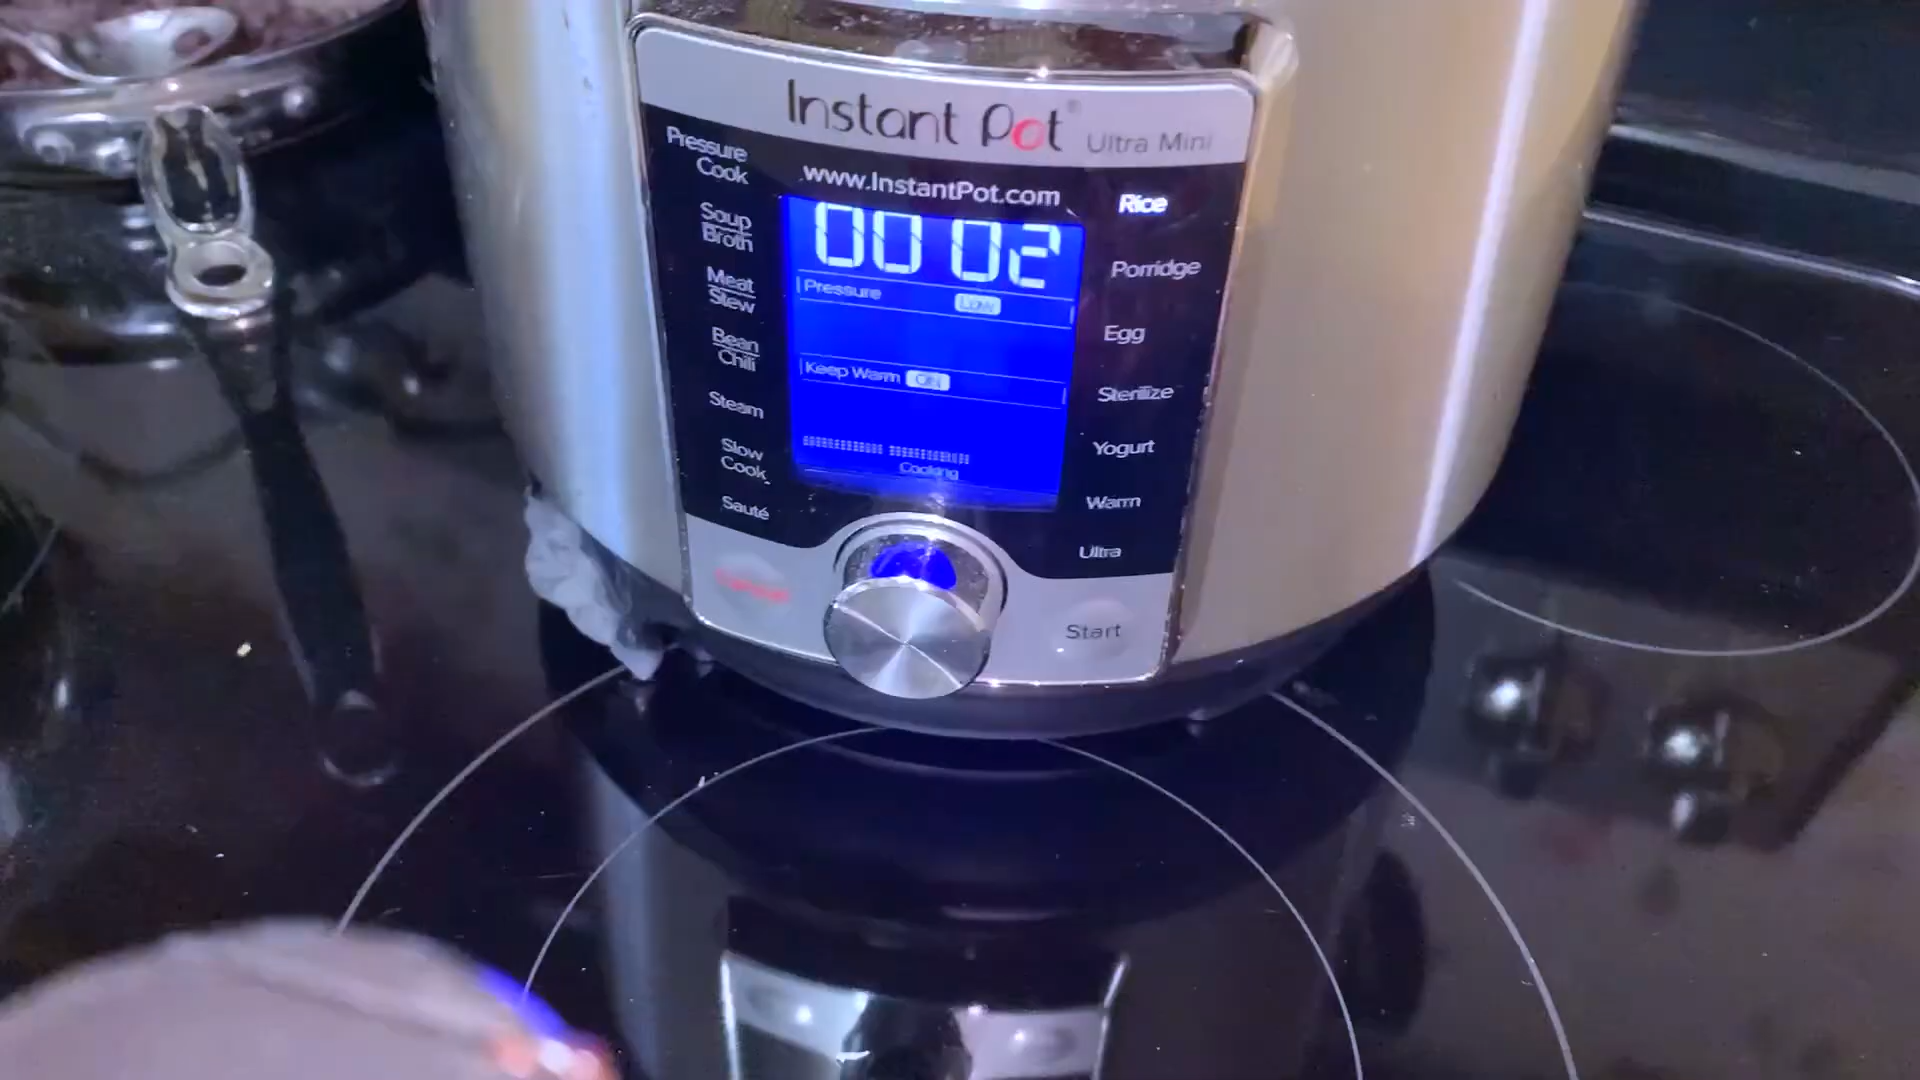 Instant Pot® Ultra Mini
www.InstantPot.com
Pressure
Cook
Soup
Broth
Meat
Stew
Bean
Chili
Steam
Slow
Cook
Sauté
00 02
Pressure Low
Keep Warm ON
Cooking
Rice
Porridge
Egg
Sterilize
Yogurt
Warm
Ultra
Cancel
Start